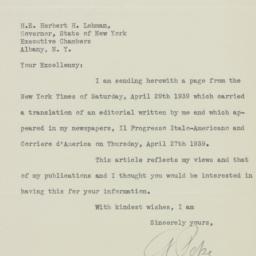 H.E. Herbert H. Lehman,
Governor, State of New York
Executive Chambers
Albany, N. Y.
Your Excellency:
I am sending herewith a page from the
New York Times of Saturday, April 29th 1939 which carried
a translation of an editorial written by me and which ap-
peared in my newspapers, Il Progresso Italo-Americano and
Corriere d'America on Thursday, April 27th 1939.
This article reflects my views and that
of my publications and I thought you would be interested in
having this for your information.
With kindest wishes, I am
Sincerely yours,